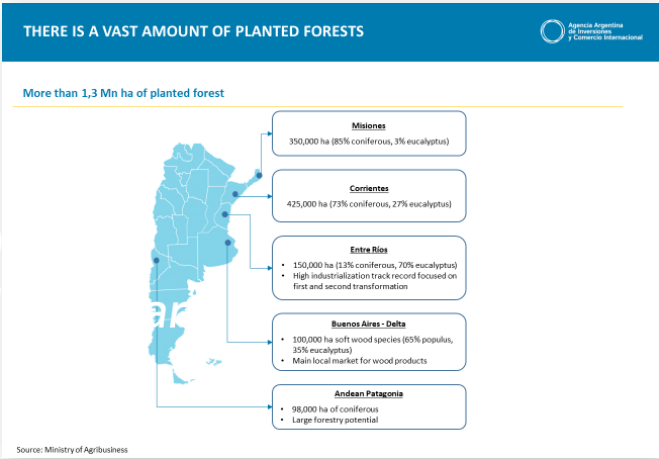 THERE IS A VAST AMOUNT OF PLANTED FORESTS
Agencia Argentina
de Inversiones
y Comercio Internacional
More than 1,3 Mn ha of planted forest
Misiones
350,000 ha (85% coniferous, 3% eucalyptus)
Corrientes
425,000 ha (73% coniferous, 27% eucalyptus)
Entre Ríos
• 150,000 ha (13% coniferous, 70% eucalyptus)
• High industrialization track record focused on
first and second transformation
Buenos Aires - Delta
• 100,000 ha soft wood species (65% populus,
35% eucalyptus)
• Main local market for wood products
Andean Patagonia
• 98,000 ha of coniferous
• Large forestry potential
Source: Ministry of Agribusiness